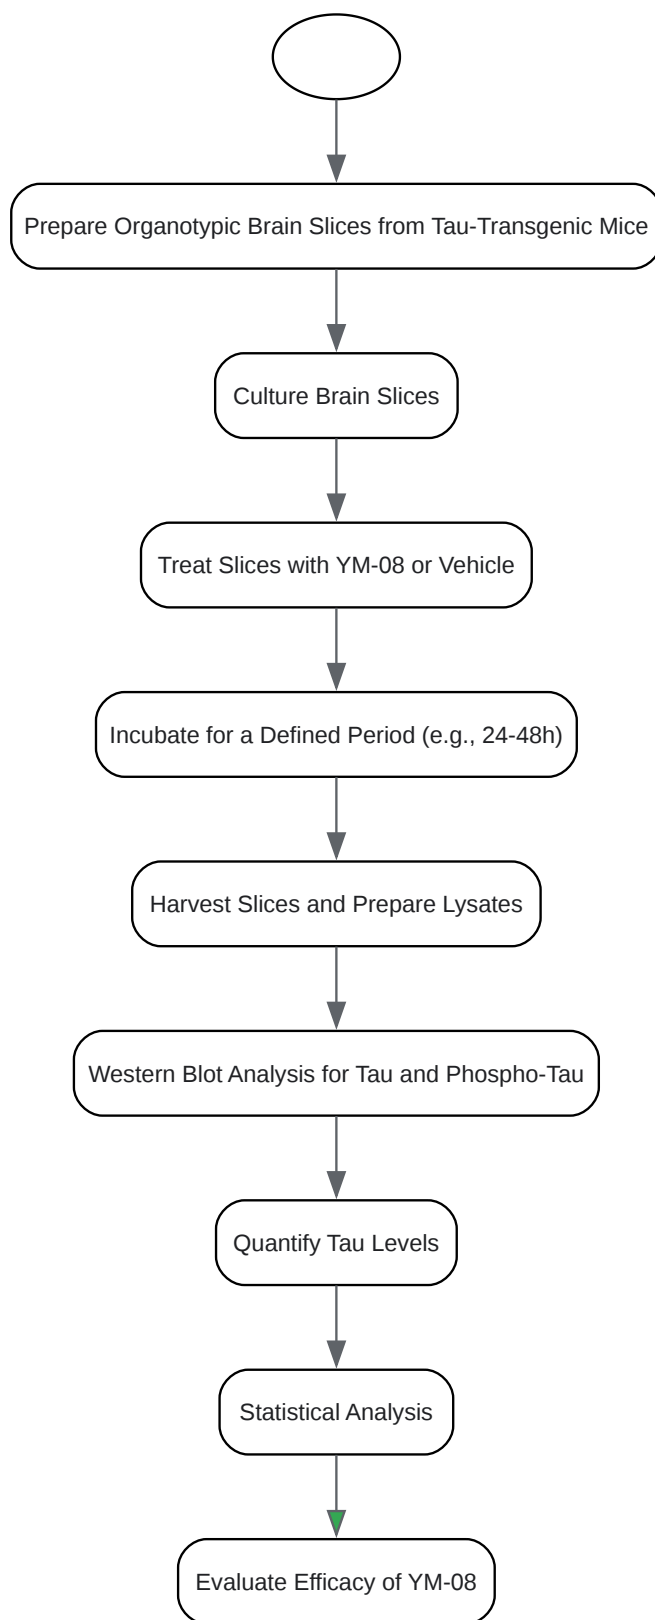 Prepare Organotypic Brain Slices from Tau-Transgenic Mice
Culture Brain Slices
Treat Slices with YM-08 or Vehicle
Incubate for a Defined Period (e.g., 24-48h)
Harvest Slices and Prepare Lysates
Western Blot Analysis for Tau and Phospho-Tau
Quantify Tau Levels
Statistical Analysis
Evaluate Efficacy of YM-08